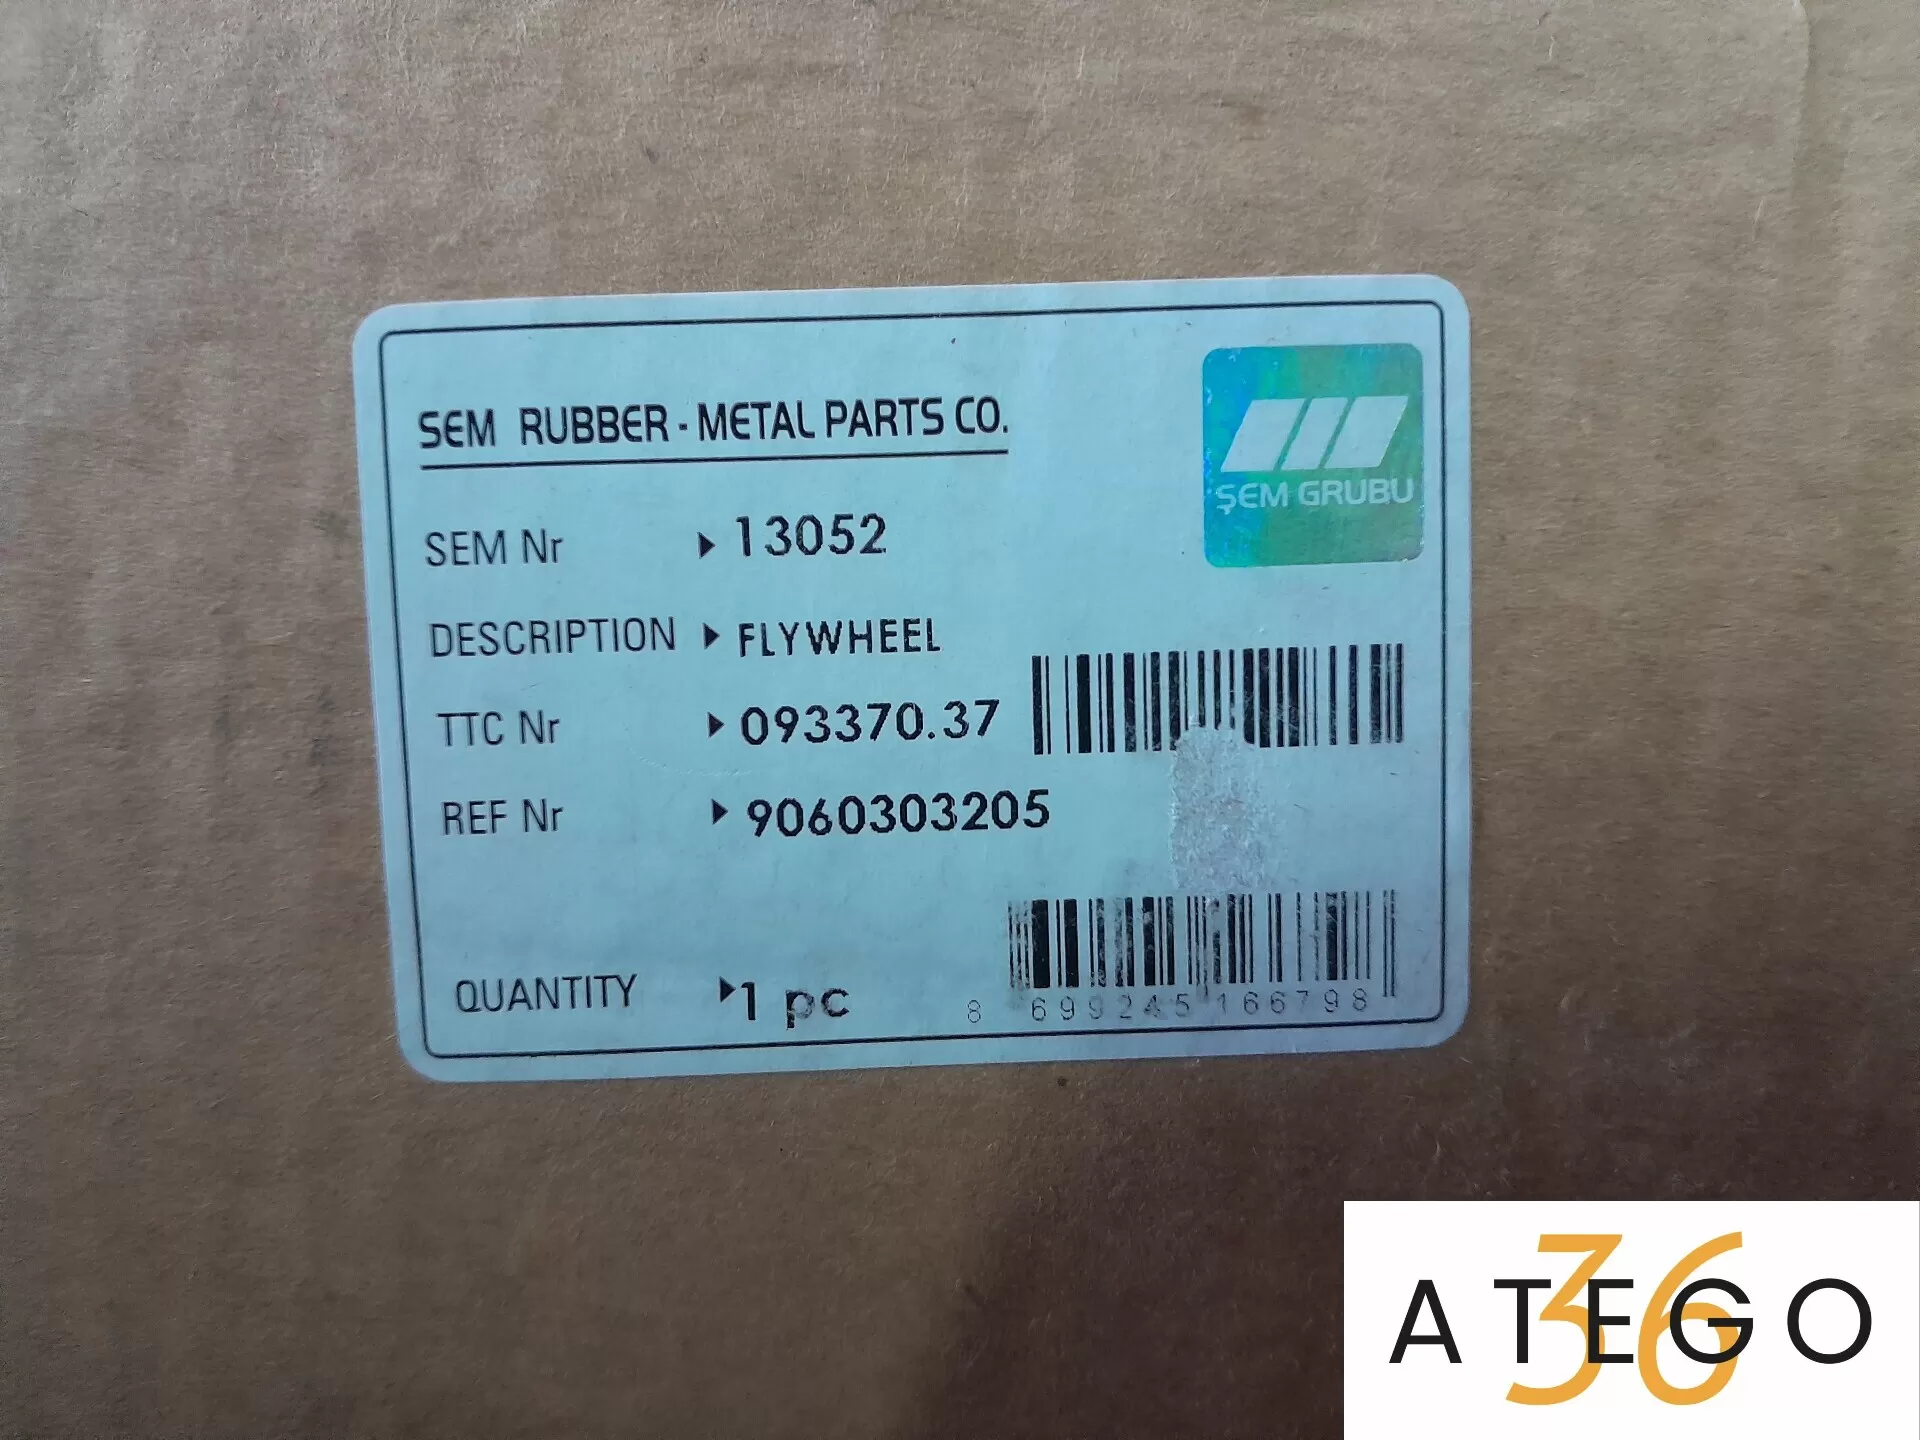 SEM RUBBER - METAL PARTS CO.
ŞEM GRUBU
SEM Nr ▶ 13052
DESCRIPTION ▶ FLYWHEEL
TTC Nr ▶ 093370.37
REF Nr ▶ 9060303205
QUANTITY ▶ 1 pc
8 699245 166798
ATEGO
36